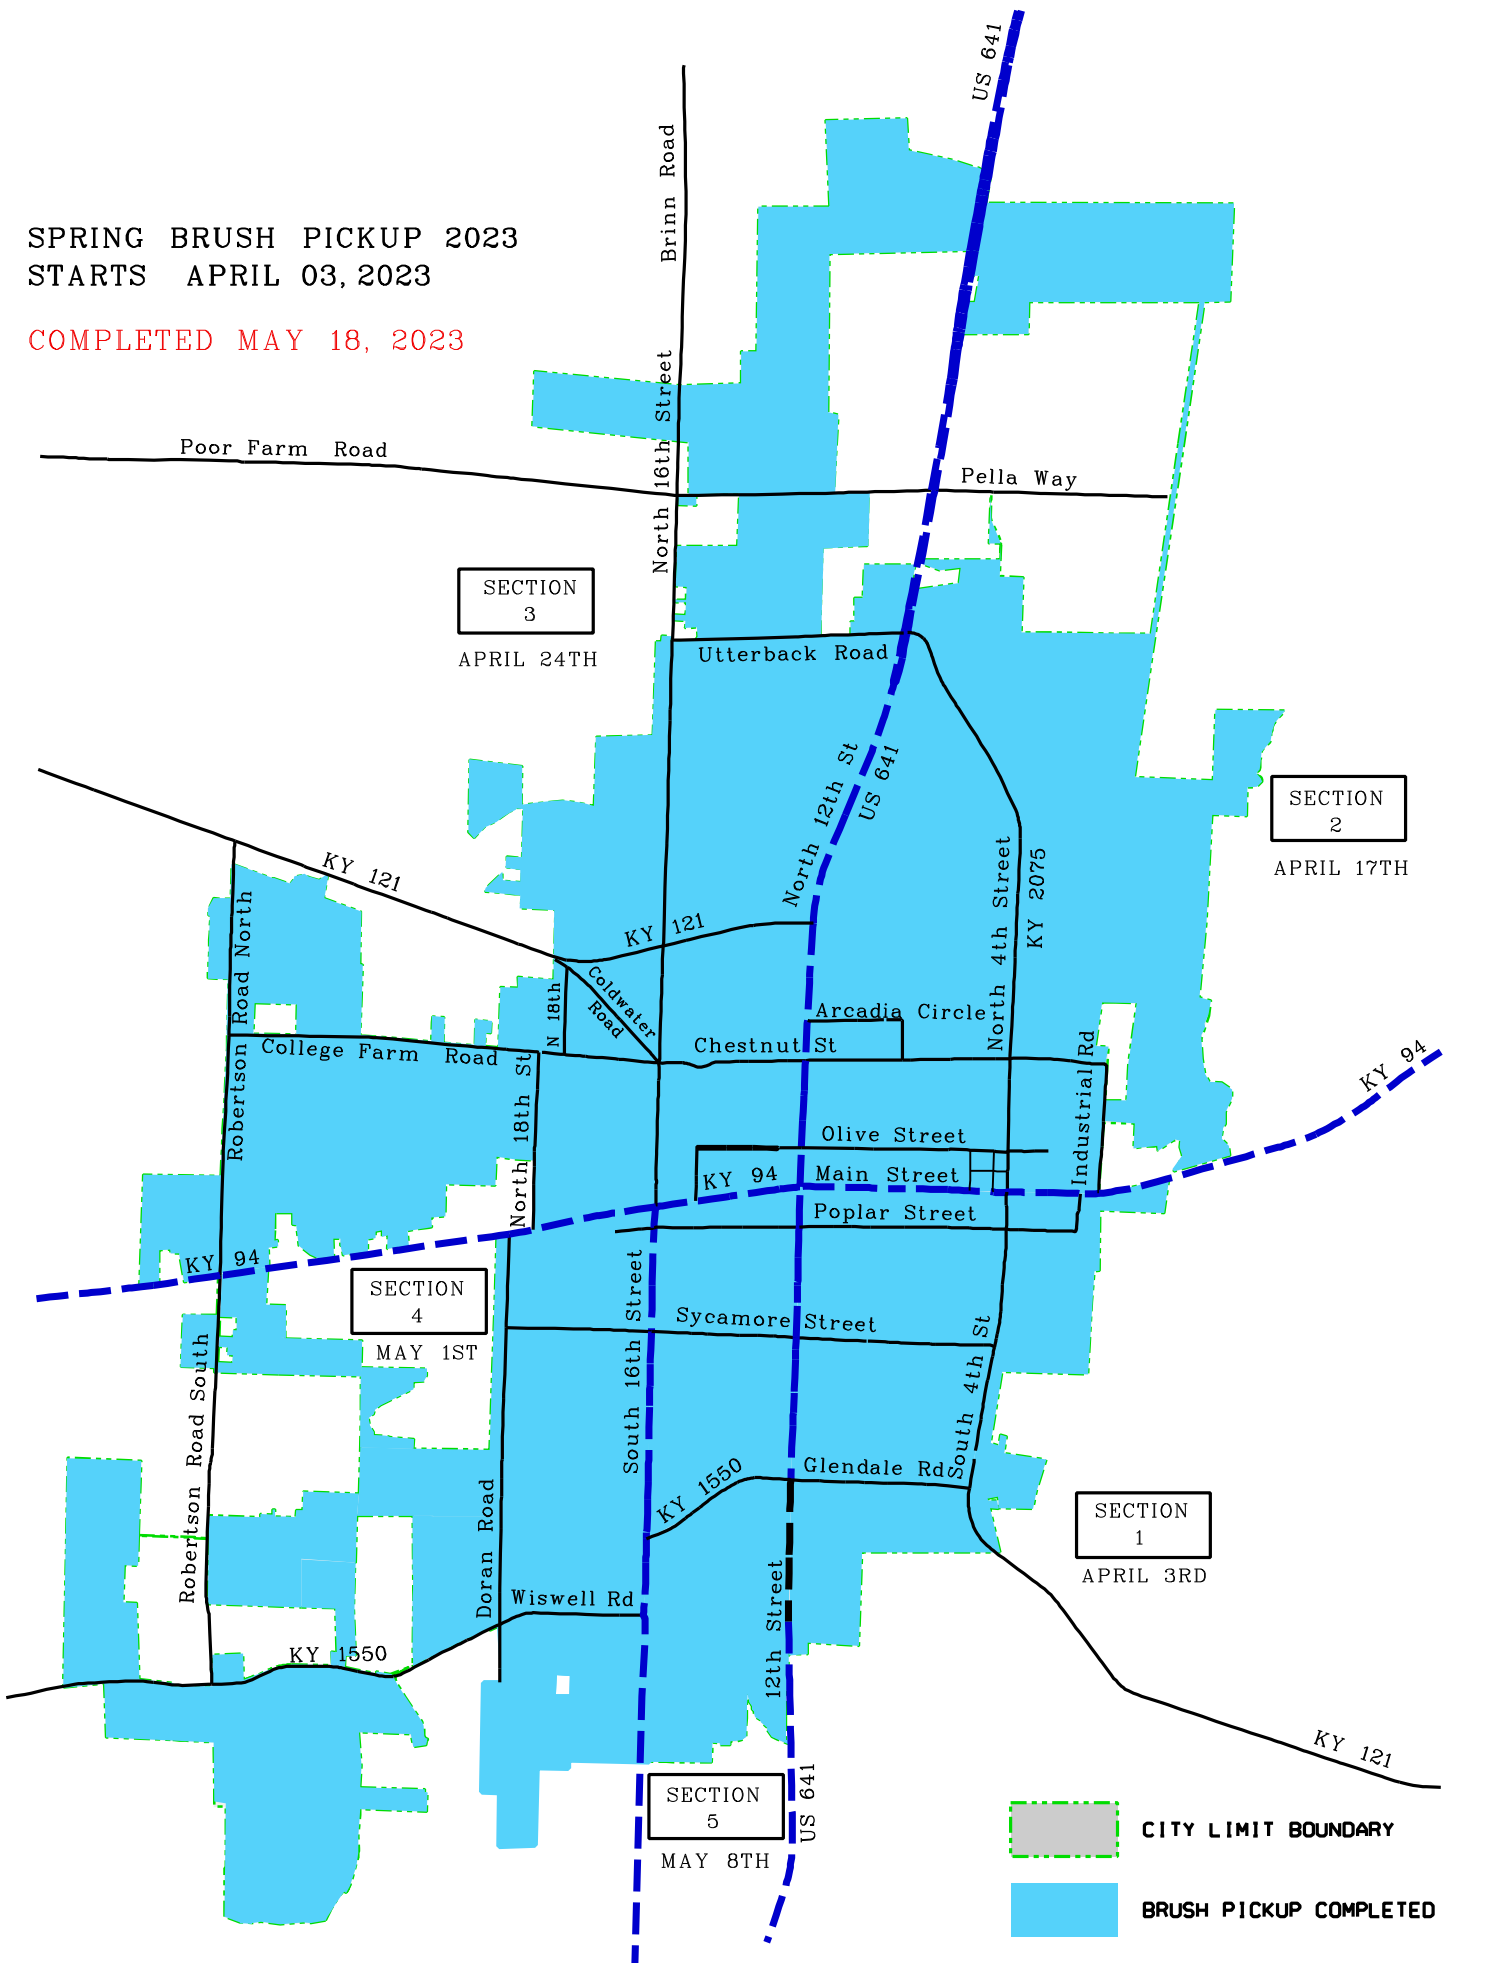 US 641
Brinn Road
SPRING BRUSH PICKUP 2023
STARTS APRIL 03, 2023
COMPLETED MAY 18, 2023
North 16th Street
Poor Farm Road
Pella Way
SECTION
3
APRIL 24TH
Utterback Road
North 12th St
US 641
SECTION
2
APRIL 17TH
KY 121
KY 121
North 4th Street
KY 2075
Robertson Road North
Coldwater
Road
N 18th
Arcadia Circle
Chestnut St
College Farm Road
North 18th St
Industrial Rd
KY 94
Olive Street
Main Street
KY 94
Poplar Street
KY 94
SECTION
4
MAY 1ST
South 16th Street
Sycamore Street
South 4th St
Robertson Road South
Glendale Rd
KY 1550
Doran Road
SECTION
1
APRIL 3RD
Wiswell Rd
12th Street
KY 1550
KY 121
SECTION
5
MAY 8TH
US 641
CITY LIMIT BOUNDARY
BRUSH PICKUP COMPLETED